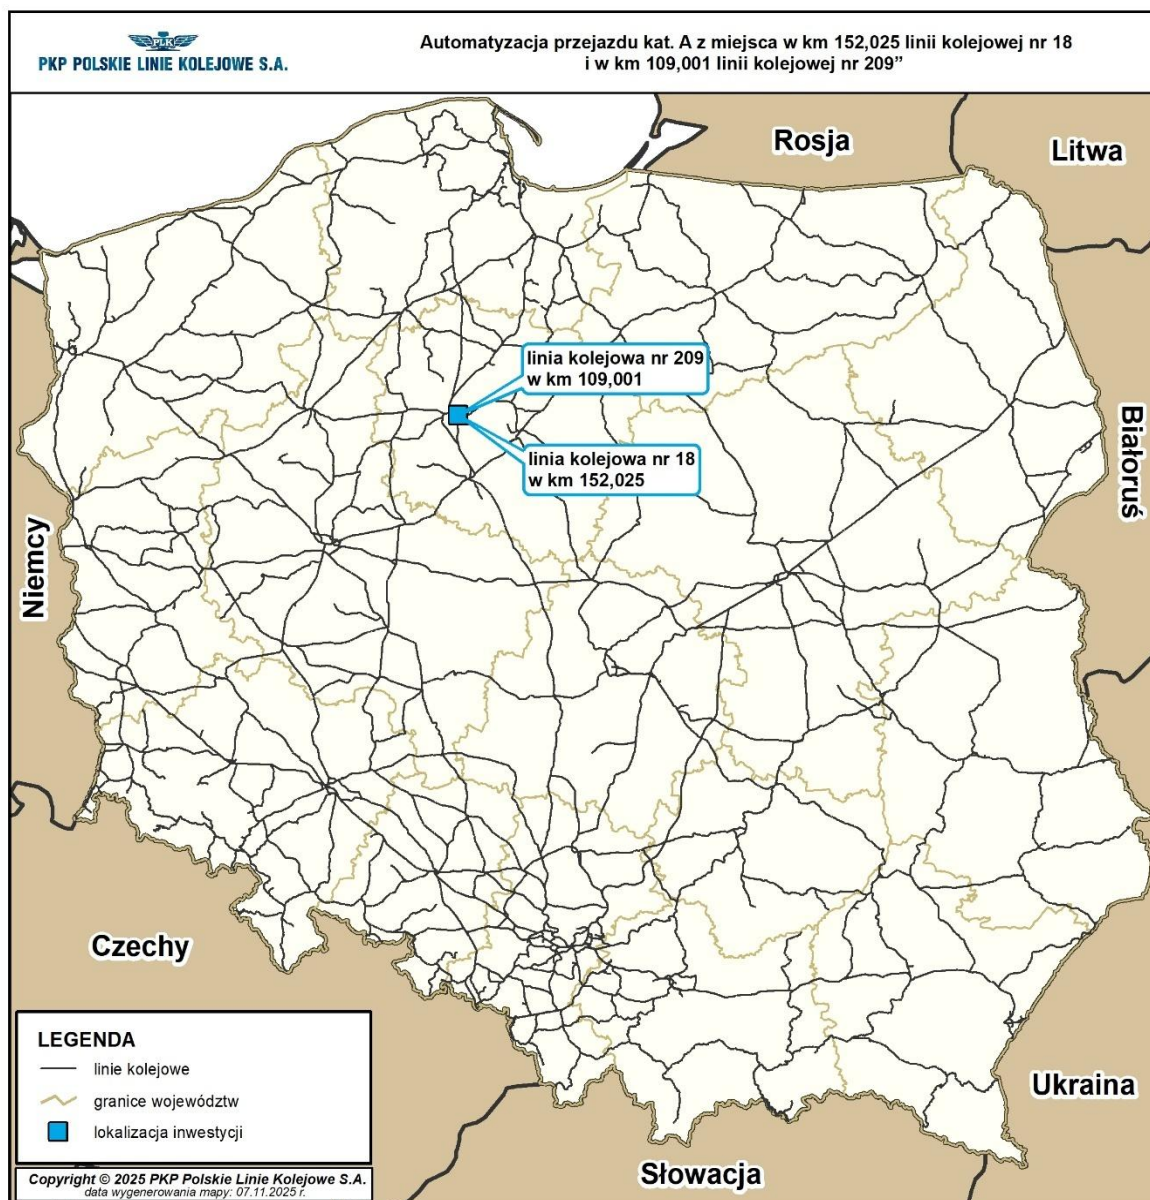 PLK
PKP POLSKIE LINIE KOLEJOWE S.A.
Automatyzacja przejazdu kat. A z miejsca w km 152,025 linii kolejowej nr 18
i w km 109,001 linii kolejowej nr 209”
Rosja
Litwa
linia kolejowa nr 209
w km 109,001
linia kolejowa nr 18
w km 152,025
Białoruś
Niemcy
Czechy
LEGENDA
linie kolejowe
granice województw
lokalizacja inwestycji
Ukraina
Słowacja
Copyright © 2025 PKP Polskie Linie Kolejowe S.A.
data wygenerowania mapy: 07.11.2025 r.